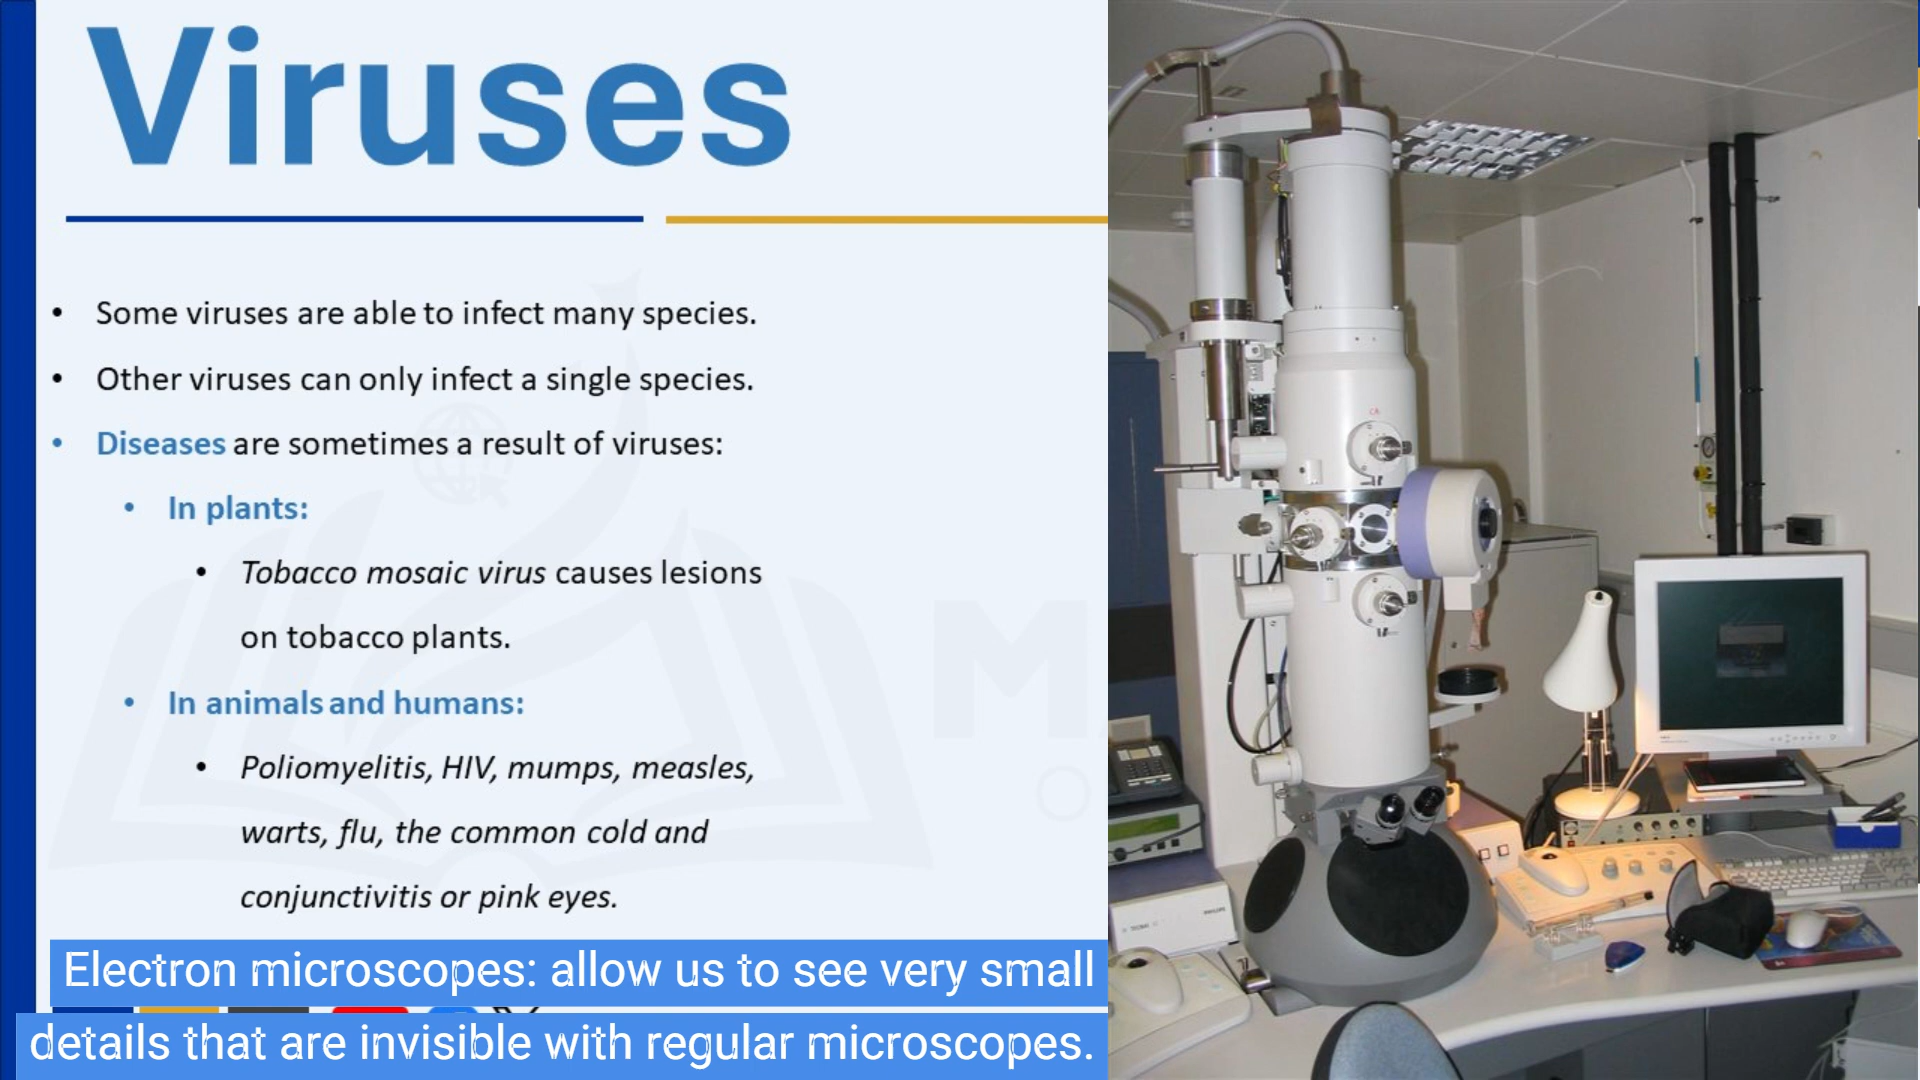 Viruses
• Some viruses are able to infect many species.
• Other viruses can only infect a single species.
• Diseases are sometimes a result of viruses:
• In plants:
• Tobacco mosaic virus causes lesions
on tobacco plants.
• In animals and humans:
• Poliomyelitis, HIV, mumps, measles,
warts, flu, the common cold and
conjunctivitis or pink eyes.
Electron microscopes: allow us to see very small
details that are invisible with regular microscopes.
PHILIPS